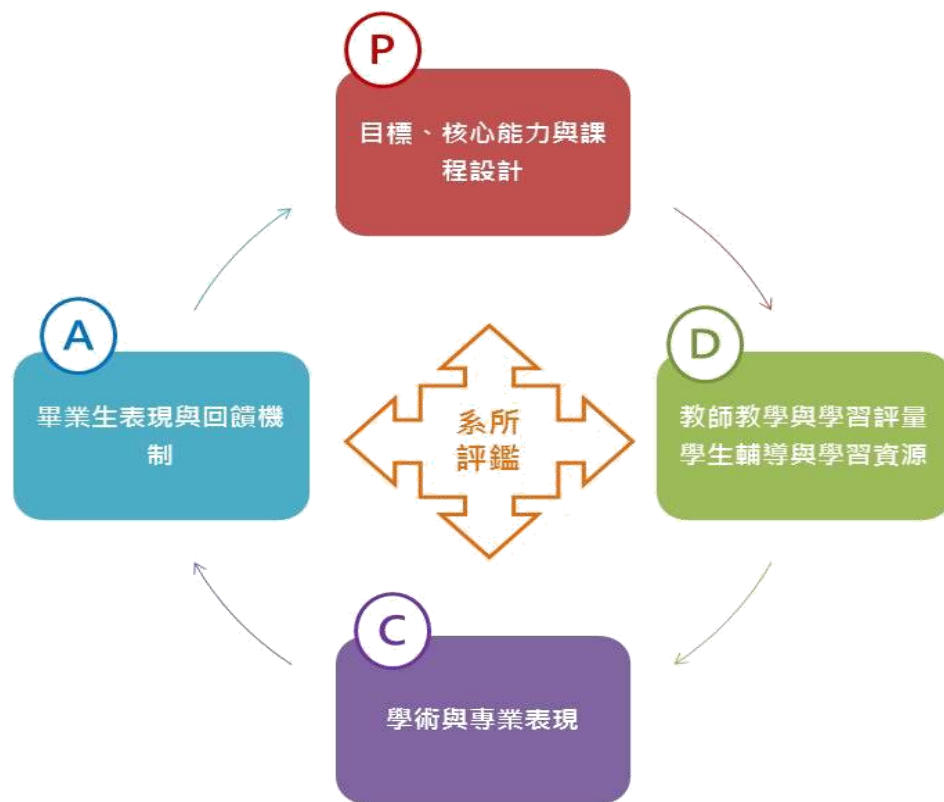 P
目標、核心能力與課
程設計
D
教師教學與學習評量
學生輔導與學習資源
C
學術與專業表現
A
畢業生表現與回饋機
制
系所
評鑑